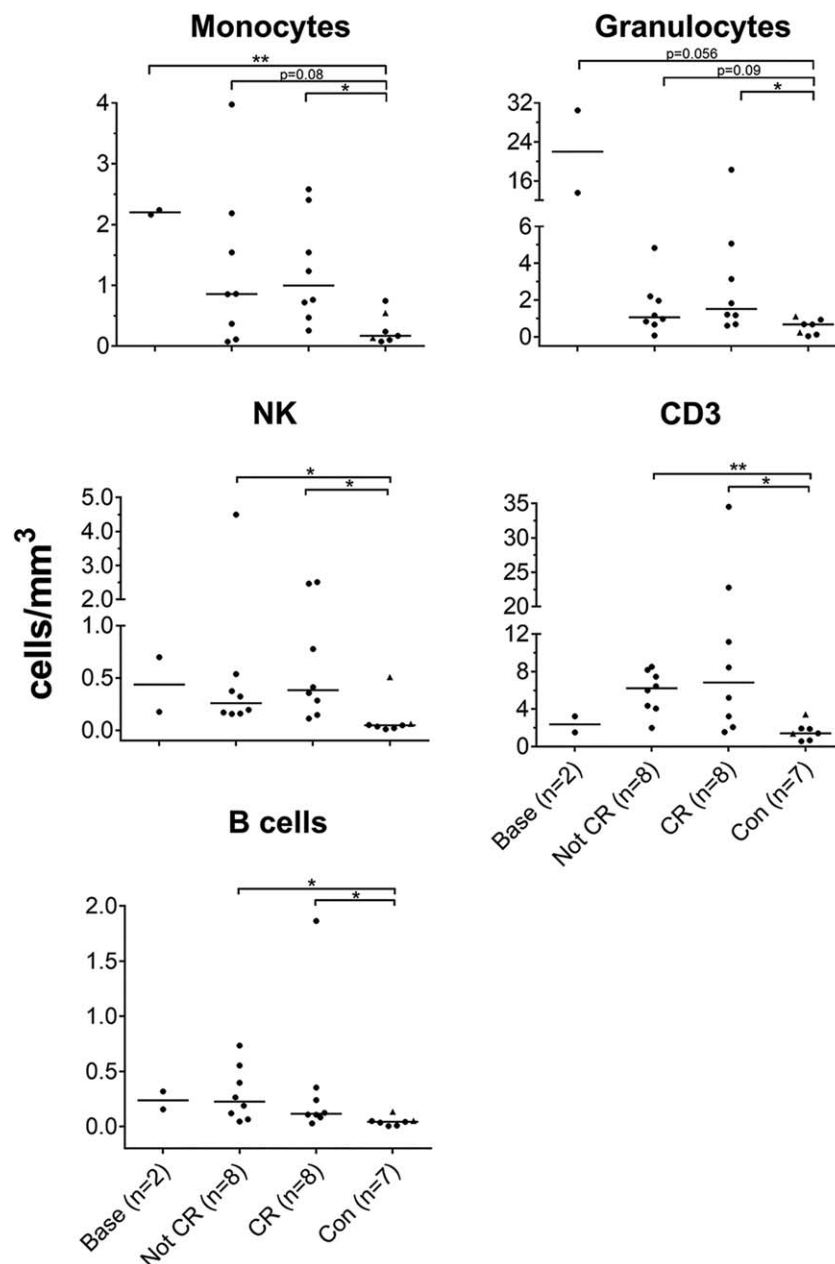 Monocytes
**
p=0.08
*
4
3
2
1
0
Granulocytes
p=0.056
p=0.09
*
32
24
16
6
4
2
0
NK
*
*
5.0
4.0
3.0
2.0
1.0
0.5
0.0
CD3
**
*
35
30
25
20
12
8
4
0
Base (n=2)
Not CR (n=8)
CR (n=8)
Con (n=7)
cells/mm³
B cells
*
*
2.0
1.5
1.0
0.5
0.0
Base (n=2)
Not CR (n=8)
CR (n=8)
Con (n=7)